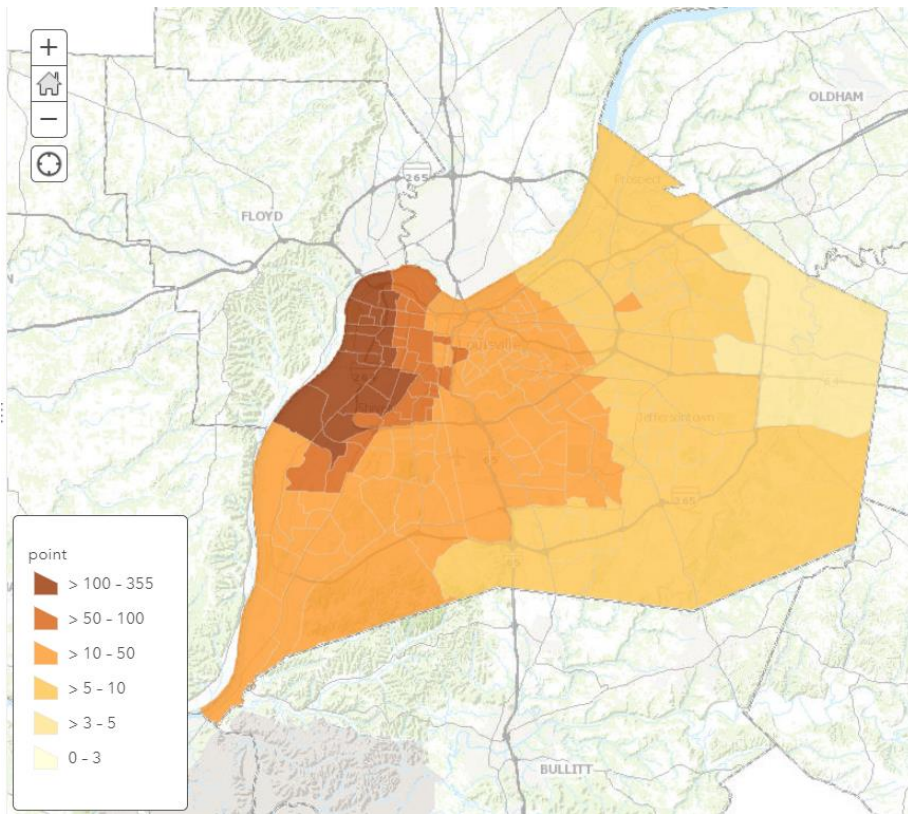 +
−
OLDHAM
265
Prospect
FLOYD
Jeffersontown
265
point
> 100 - 355
> 50 - 100
> 10 - 50
> 5 - 10
> 3 - 5
0 - 3
BULLITT